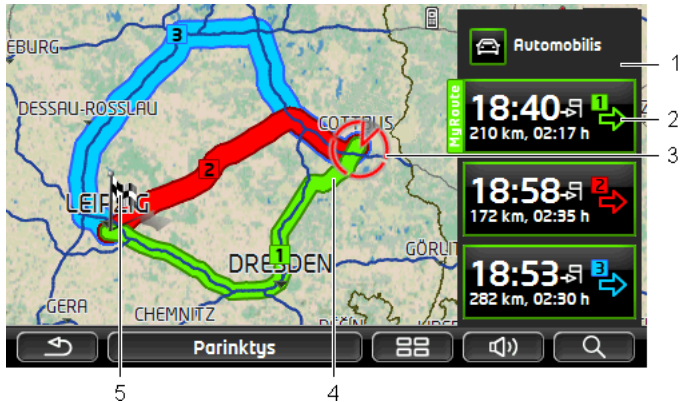 3
EBURG
DESSAU-ROSSLAU
COTTBUS
2
LEIPZIG
DRESDEN
1
GÖRLIT
GERA
CHEMNITZ
Automobilis
MyRoute
18:40
1
210 km, 02:17 h
18:58
2
172 km, 02:35 h
18:53
3
282 km, 02:30 h
Parinktys
1
2
3
4
5